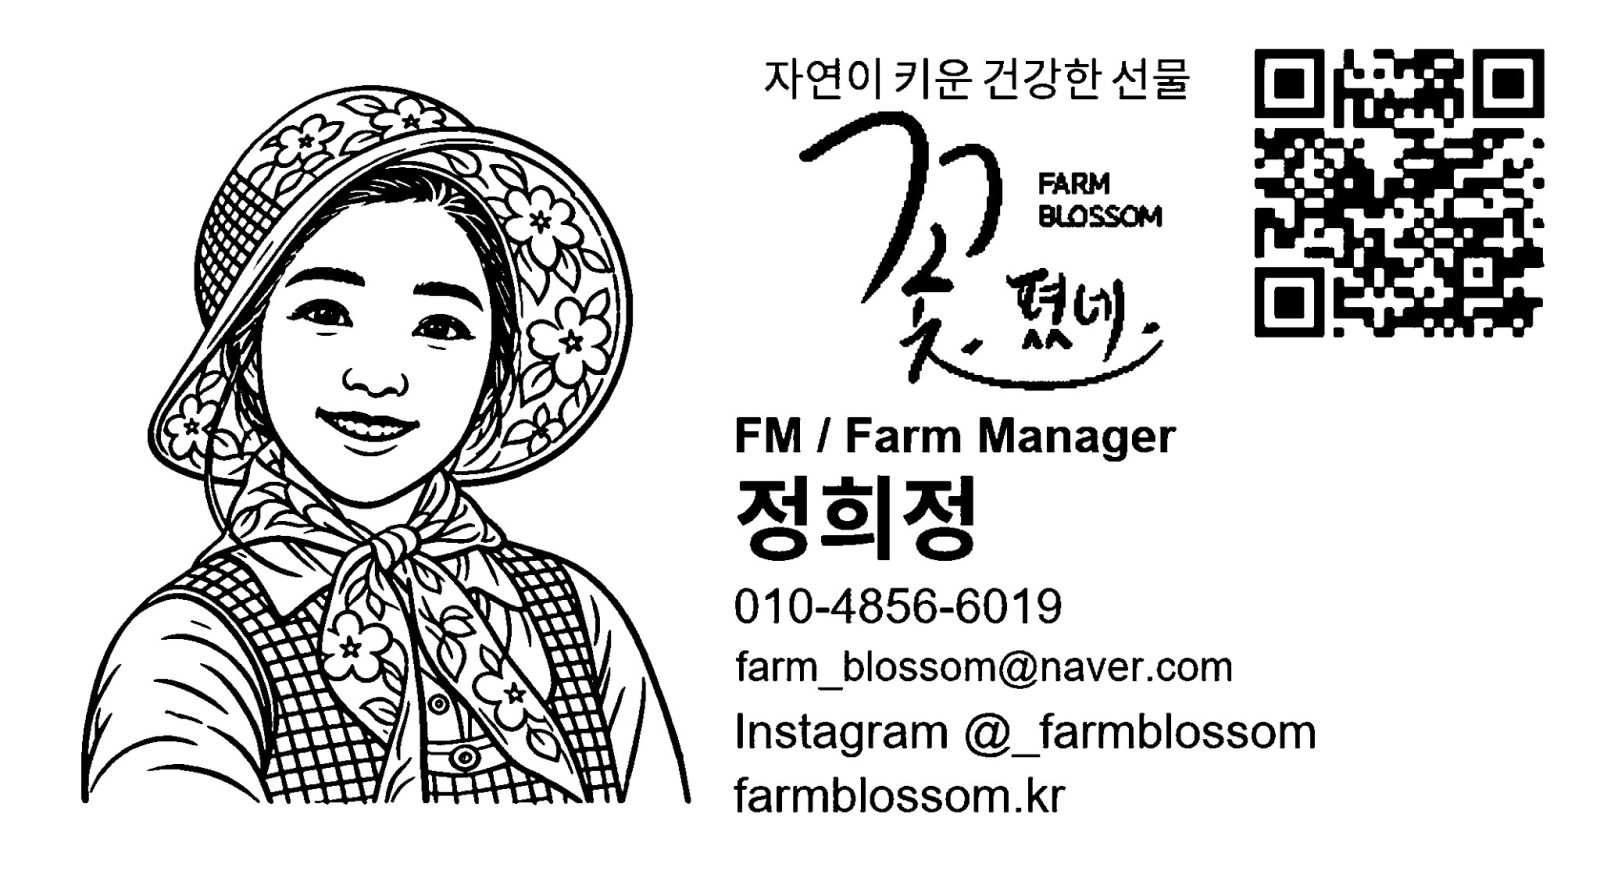 자연이 키운 건강한 선물
꽃
FARM
BLOSSOM
폈네
FM / Farm Manager
정희정
010-4856-6019
farm_blossom@naver.com
Instagram @_farmblossom
farmblossom.kr